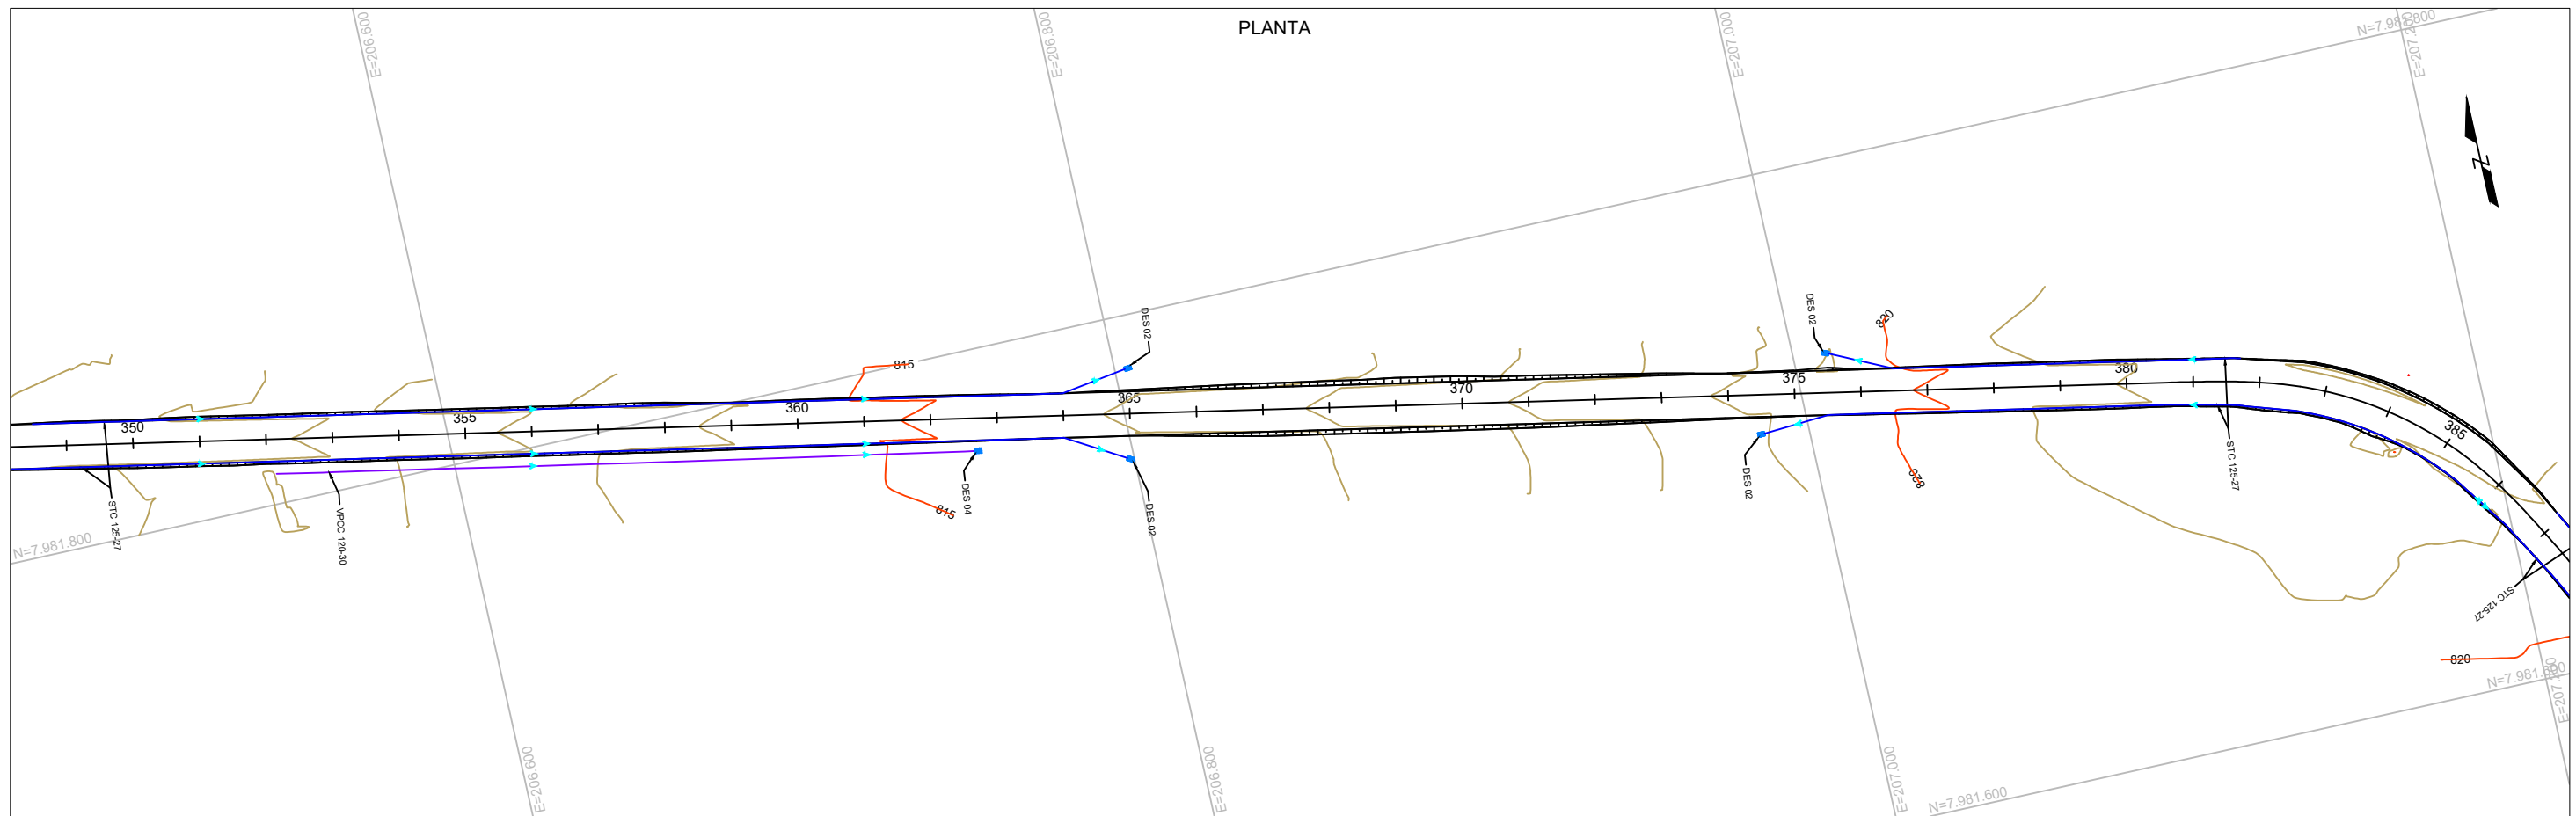 PLANTA
E=206.600
E=206.800
E=207.000
E=207.200
N=7.981.800
N
DES 02
DES 02
820
815
350
355
360
365
370
375
380
385
STC 125-27
VPCC 120-30
DES 04
815
DES 02
DES 02
820
STC 125-27
STC 125-27
N=7.981.800
820
N=7.981.600
E=206.600
E=206.800
E=207.000
E=207.200
N=7.981.600